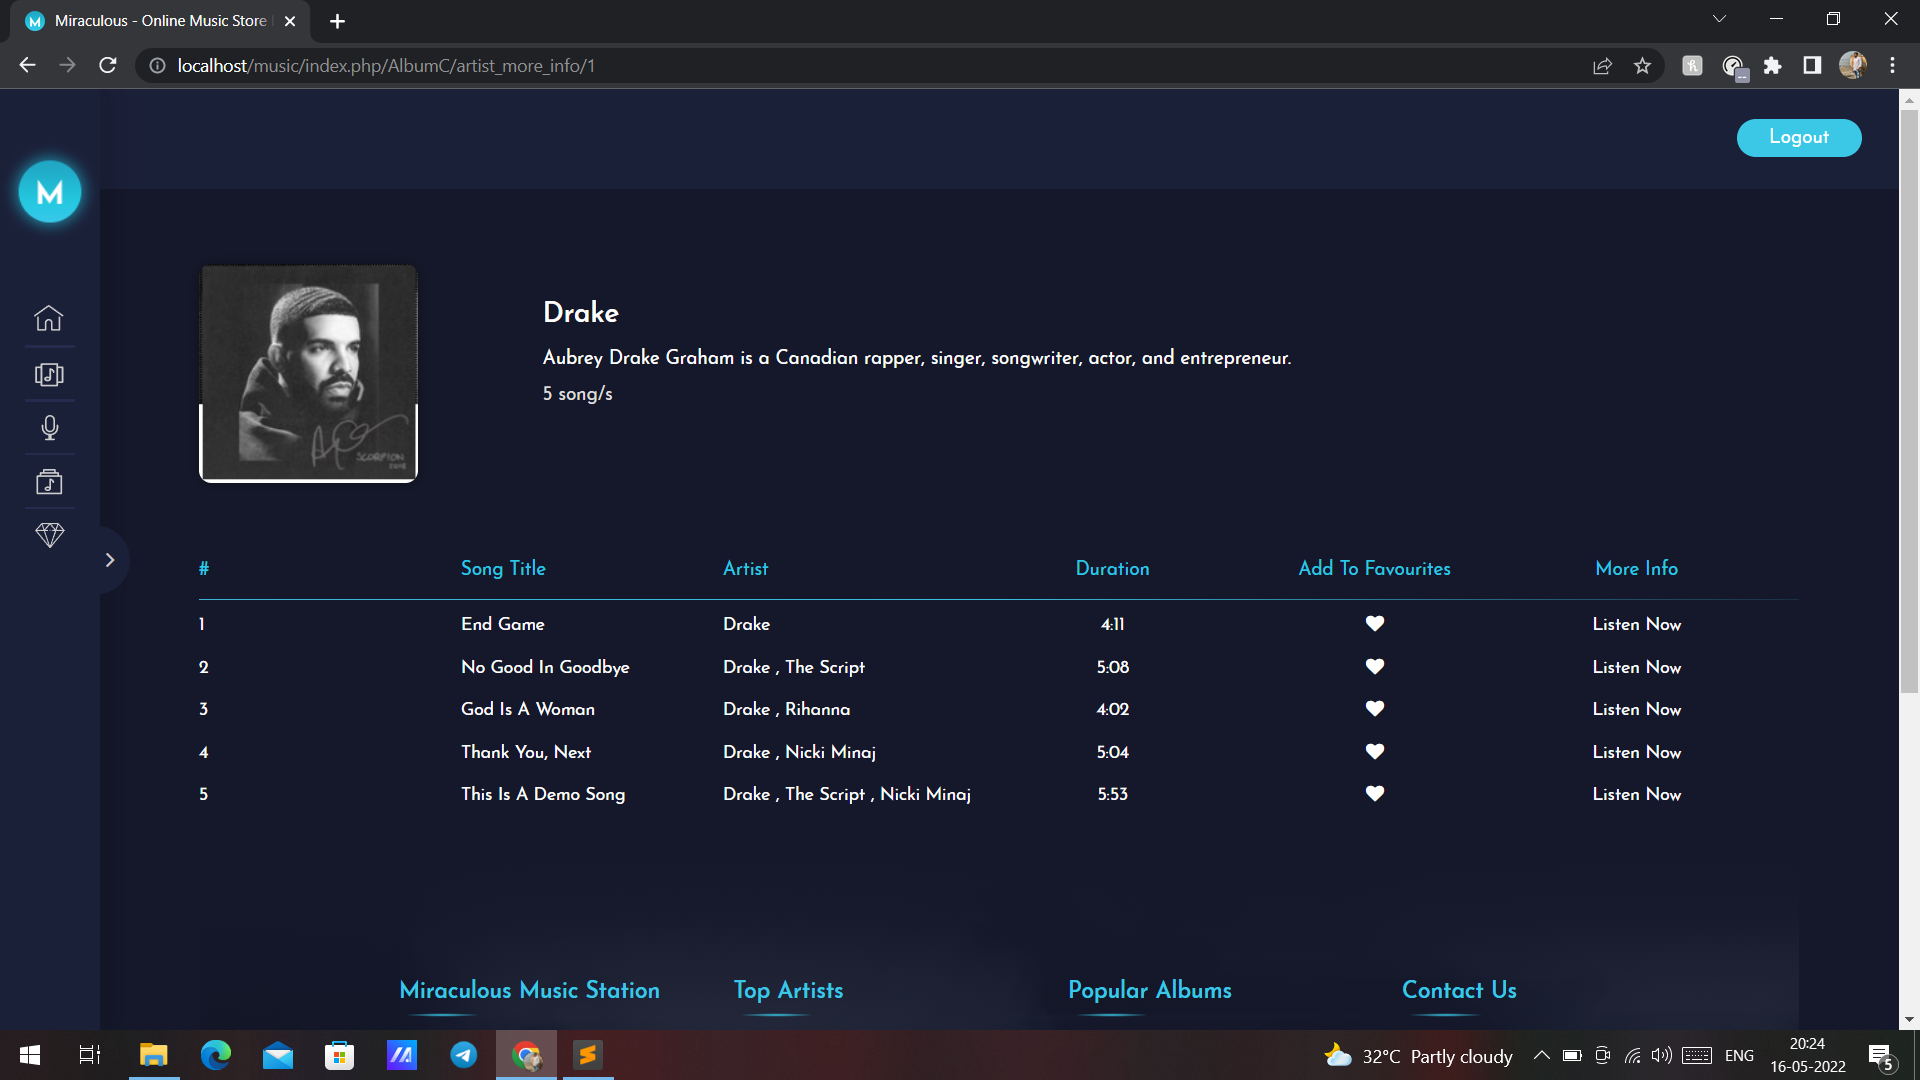 Miraculous - Online Music Store
localhost/music/index.php/AlbumC/artist_more_info/1
Logout
M
SCORPION
Drake
Aubrey Drake Graham is a Canadian rapper, singer, songwriter, actor, and entrepreneur.
5 song/s
# Song Title Artist Duration Add To Favourites More Info
1 End Game Drake 4:11 Listen Now
2 No Good In Goodbye Drake , The Script 5:08 Listen Now
3 God Is A Woman Drake , Rihanna 4:02 Listen Now
4 Thank You, Next Drake , Nicki Minaj 5:04 Listen Now
5 This Is A Demo Song Drake , The Script , Nicki Minaj 5:53 Listen Now
Miraculous Music Station Top Artists Popular Albums Contact Us
32°C Partly cloudy ENG 20:24
16-05-2022 5